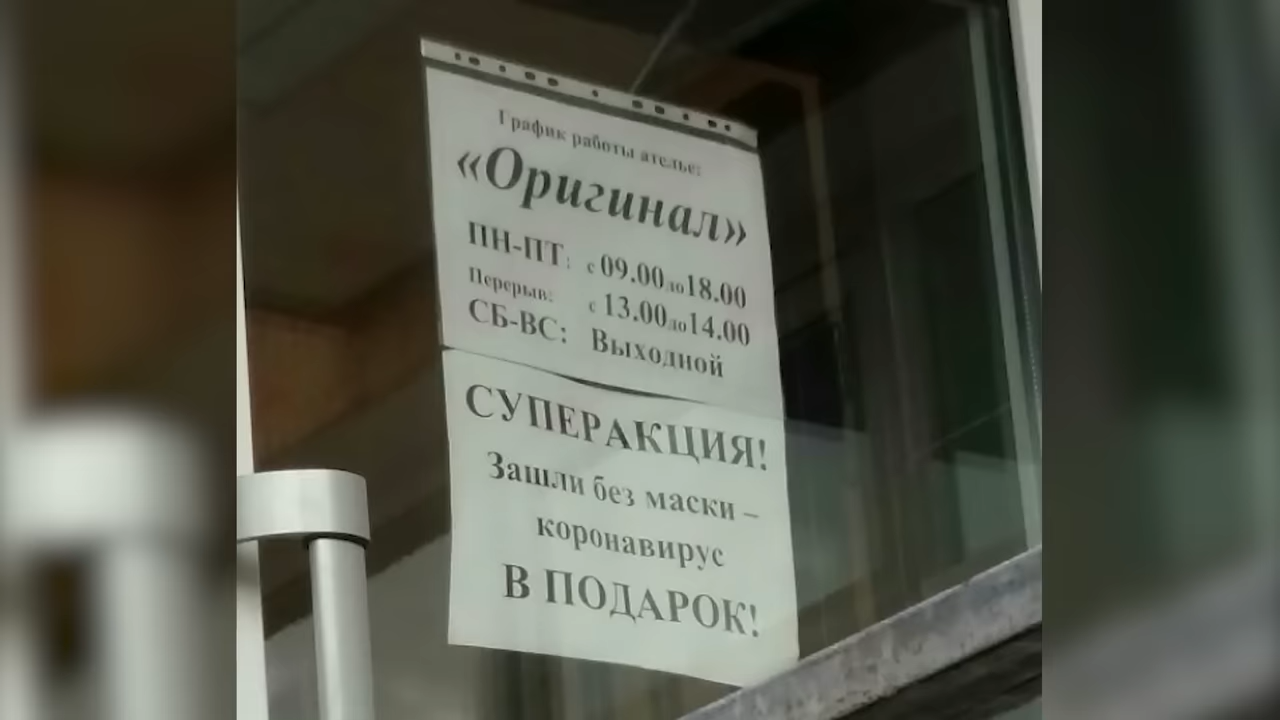 График работы ателье:
«Оригинал»
ПН-ПТ: с 09.00 до 18.00
Перерыв: с 13.00 до 14.00
СБ-ВС: Выходной
СУПЕРАКЦИЯ!
Зашли без маски –
коронавирус
В ПОДАРОК!